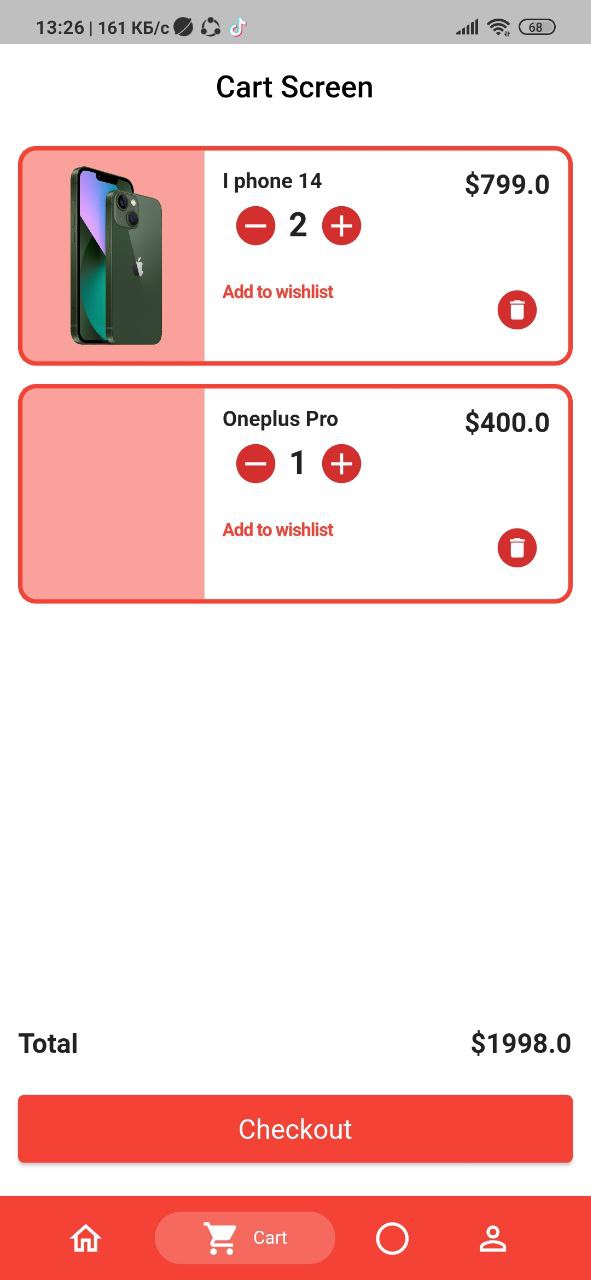 13:26 | 161 КБ/с
68
Cart Screen
I phone 14
$799.0
2
Add to wishlist
Oneplus Pro
$400.0
1
Add to wishlist
Total
$1998.0
Checkout
Cart